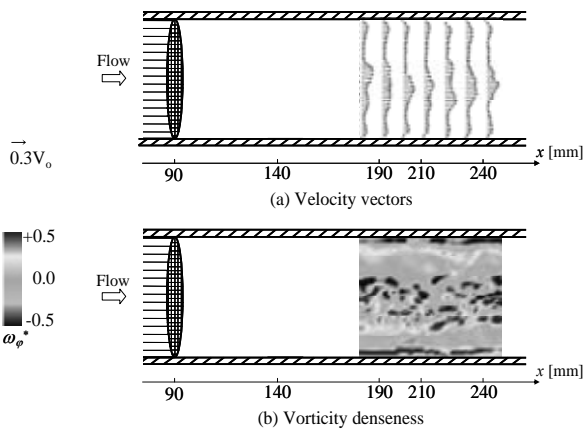 Flow
0.3Vₒ
x [mm]
90 140 190 210 240
(a) Velocity vectors
+0.5
0.0
-0.5
ω_φ*
Flow
x [mm]
90 140 190 210 240
(b) Vorticity denseness